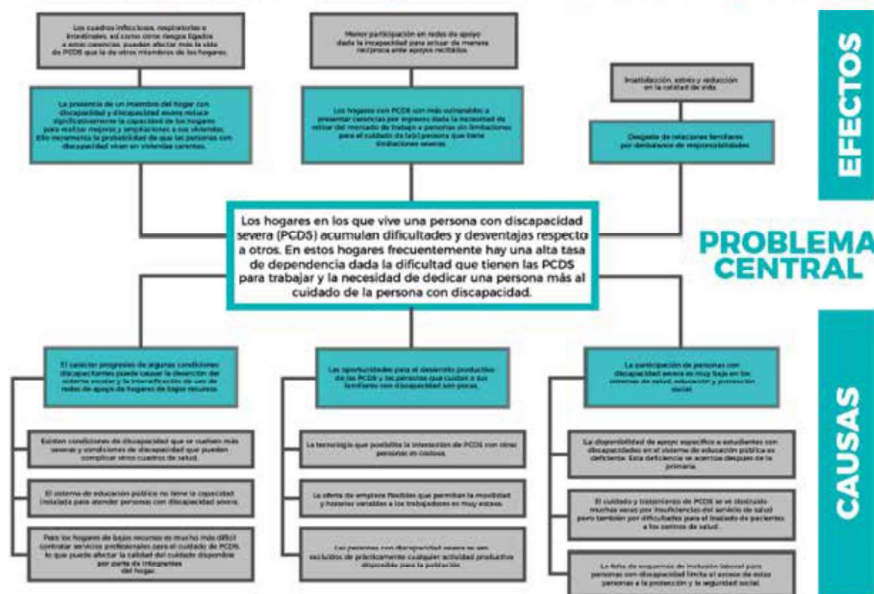 Los cuadros infecciosos, respiratorios e
intestinales, así como otros riesgos ligados
a estas carencias, pueden afectar más la vida
de PCDS que la de otros miembros de los hogares.
Menor participación en redes de apoyo
dada la incapacidad para actuar de manera
recíproca ante apoyos recibidos
Insatisfacción, estrés y reducción
en la calidad de vida
La presencia de un miembro del hogar con
discapacidad y discapacidad severa reduce
significativamente la capacidad de los hogares
para realizar mejoras y ampliaciones a sus viviendas.
Ello incrementa la probabilidad de que las personas con
discapacidad vivan en viviendas carentes.
Los hogares con PCDS son más vulnerables a
presentar carencias por ingresos dada la necesidad de
retirar del mercado de trabajo a personas sin limitaciones
para el cuidado de la(s) persona que tiene
limitaciones severas
Desgaste de relaciones familiares
por desbalance de responsabilidades
EFECTOS
Los hogares en los que vive una persona con discapacidad
severa (PCDS) acumulan dificultades y desventajas respecto
a otros. En estos hogares frecuentemente hay una alta tasa
de dependencia dada la dificultad que tienen las PCDS
para trabajar y la necesidad de dedicar una persona más al
cuidado de la persona con discapacidad.
PROBLEMA
CENTRAL
El carácter progresivo de algunas condiciones
discapacitantes puede causar la deserción del
sistema escolar y la intensificación de uso de
redes de apoyo de hogares de bajos recursos
Las oportunidades para el desarrollo productivo
de las PCDS y las personas que cuidan a sus
familiares con discapacidad son pocas.
La participación de personas con
discapacidad severa es muy baja en los
sistemas de salud, educación y protección
social.
CAUSAS
Existen condiciones de discapacidad que se vuelven más
severas y condiciones de discapacidad que pueden
complicar otros cuadros de salud.
El sistema de educación pública no tiene la capacidad
instalada para atender personas con discapacidad severa.
Para los hogares de bajos recursos es mucho más difícil
contratar servicios profesionales para el cuidado de PCDS,
lo que puede afectar la calidad del cuidado disponible
por parte de integrantes
del hogar.
La tecnología que posibilita la interacción de PCDS con otras
personas es costosa.
La oferta de empleos flexibles que permitan la movilidad
y horarios variables a los trabajadores es muy escasa.
Las personas con discapacidad severa se ven
excluidos de prácticamente cualquier actividad productiva
disponible para la población
La disponibilidad de apoyo específico a estudiantes con
discapacidades en el sistema de educación pública es
deficiente. Esta deficiencia se acentúa despues de la
primaria.
El cuidado y tratamiento de PCDS se ve obstruido
muchas veces por insuficiencias del servicio de salud
pero también por dificultades para el traslado de pacientes
a los centros de salud.
La falta de esquemas de inclusión laboral para
personas con discapacidad limita el acceso de estas
personas a la protección y la seguridad social.